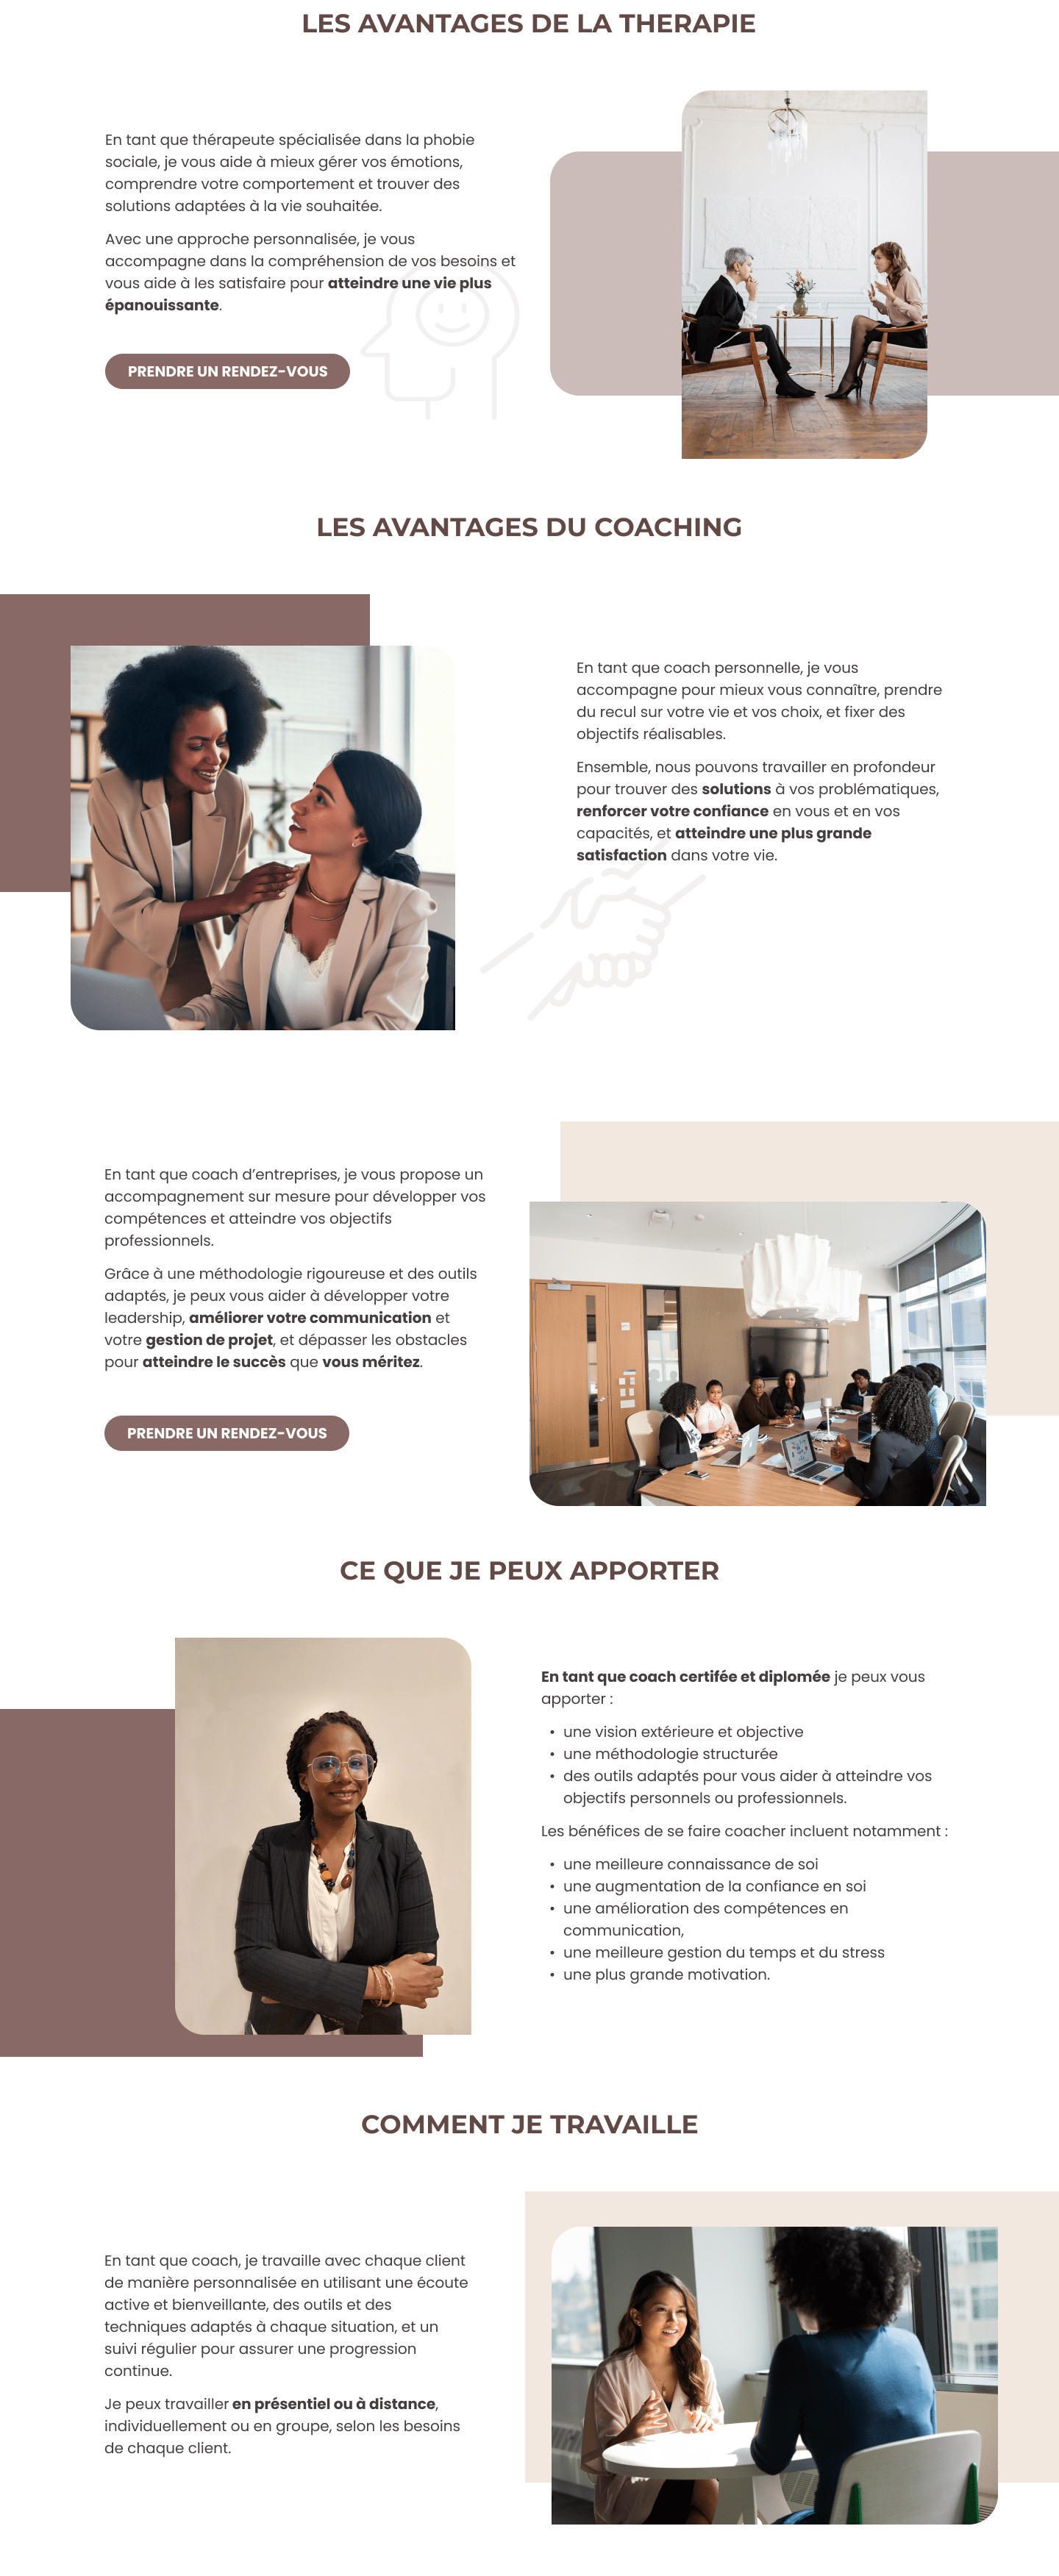 LES AVANTAGES DE LA THERAPIE
En tant que thérapeute spécialisée dans la phobie
sociale, je vous aide à mieux gérer vos émotions,
comprendre votre comportement et trouver des
solutions adaptées à la vie souhaitée.
Avec une approche personnalisée, je vous
accompagne dans la compréhension de vos besoins et
vous aide à les satisfaire pour atteindre une vie plus
épanouissante.
PRENDRE UN RENDEZ-VOUS
LES AVANTAGES DU COACHING
En tant que coach personnelle, je vous
accompagne pour mieux vous connaître, prendre
du recul sur votre vie et vos choix, et fixer des
objectifs réalisables.
Ensemble, nous pouvons travailler en profondeur
pour trouver des solutions à vos problématiques,
renforcer votre confiance en vous et en vos
capacités, et atteindre une plus grande
satisfaction dans votre vie.
En tant que coach d’entreprises, je vous propose un
accompagnement sur mesure pour développer vos
compétences et atteindre vos objectifs
professionnels.
Grâce à une méthodologie rigoureuse et des outils
adaptés, je peux vous aider à développer votre
leadership, améliorer votre communication et
votre gestion de projet, et dépasser les obstacles
pour atteindre le succès que vous méritez.
PRENDRE UN RENDEZ-VOUS
CE QUE JE PEUX APPORTER
En tant que coach certifée et diplomée je peux vous
apporter :
• une vision extérieure et objective
• une méthodologie structurée
• des outils adaptés pour vous aider à atteindre vos
objectifs personnels ou professionnels.
Les bénéfices de se faire coacher incluent notamment :
• une meilleure connaissance de soi
• une augmentation de la confiance en soi
• une amélioration des compétences en
communication,
• une meilleure gestion du temps et du stress
• une plus grande motivation.
COMMENT JE TRAVAILLE
En tant que coach, je travaille avec chaque client
de manière personnalisée en utilisant une écoute
active et bienveillante, des outils et des
techniques adaptés à chaque situation, et un
suivi régulier pour assurer une progression
continue.
Je peux travailler en présentiel ou à distance,
individuellement ou en groupe, selon les besoins
de chaque client.